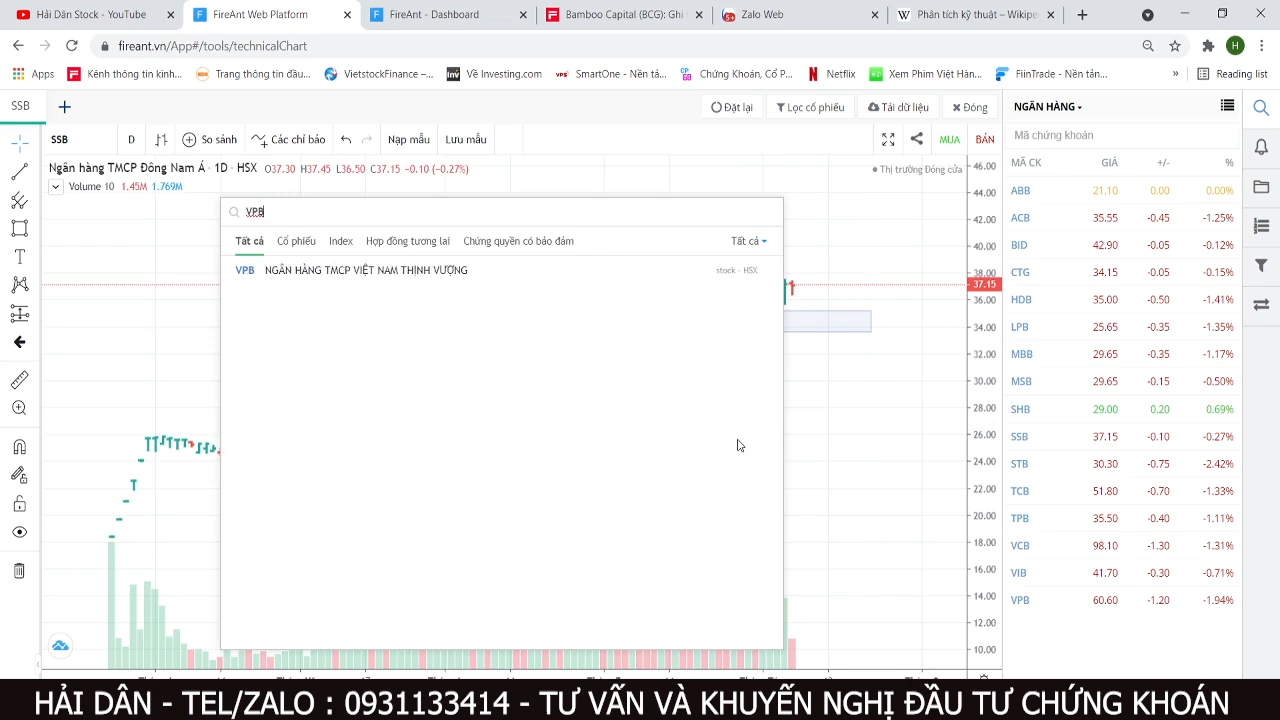 Hải Dân Stock - YouTube
FireAnt Web Platform
FireAnt - Dashboard
Bamboo Capital (BCG): Ghi
Zalo Web
Phân tích kỹ thuật – Wikipe
fireant.vn/App#/tools/technicalChart
H
Apps
Kênh thông tin kinh...
Trang thông tin đầu...
VietstockFinance –...
Về Investing.com
SmartOne - Nền tả...
Chứng Khoán, CÔ P...
Netflix
Xem Phim Việt Hàn...
FiinTrade - Nền tản...
»
Reading list
SSB
Đặt lại
Lọc cổ phiếu
Tải dữ liệu
Đóng
NGÂN HÀNG
SSB
D
So sánh
Các chỉ báo
Nạp mẫu
Lưu mẫu
MUA
BÁN
Mã chứng khoán
Ngân hàng TMCP Đông Nam Á · 1D · HSX O37.30 H37.45 L36.50 C37.15 −0.10 (−0.27%)
Thị trường Đóng cửa
Volume 10 1.45M 1.769M
VPB
Tất cả Cổ phiếu Index Hợp đồng tương lai Chứng quyền có bảo đảm Tất cả
VPB NGÂN HÀNG TMCP VIỆT NAM THỊNH VƯỢNG stock - HSX
46.00
44.00
42.00
40.00
38.00
37.15
36.00
34.00
32.00
30.00
28.00
26.00
24.00
22.00
20.00
18.00
16.00
14.00
12.00
10.00
MÃ CK GIÁ +/- %
ABB 21.10 0.00 0.00%
ACB 35.55 -0.45 -1.25%
BID 42.90 -0.05 -0.12%
CTG 34.15 -0.05 -0.15%
HDB 35.00 -0.50 -1.41%
LPB 25.65 -0.35 -1.35%
MBB 29.65 -0.35 -1.17%
MSB 29.65 -0.15 -0.50%
SHB 29.00 0.20 0.69%
SSB 37.15 -0.10 -0.27%
STB 30.30 -0.75 -2.42%
TCB 51.80 -0.70 -1.33%
TPB 35.50 -0.40 -1.11%
VCB 98.10 -1.30 -1.31%
VIB 41.70 -0.30 -0.71%
VPB 60.60 -1.20 -1.94%
HẢI DÂN - TEL/ZALO : 0931133414 - TƯ VẤN VÀ KHUYẾN NGHỊ ĐẦU TƯ CHỨNG KHOÁN